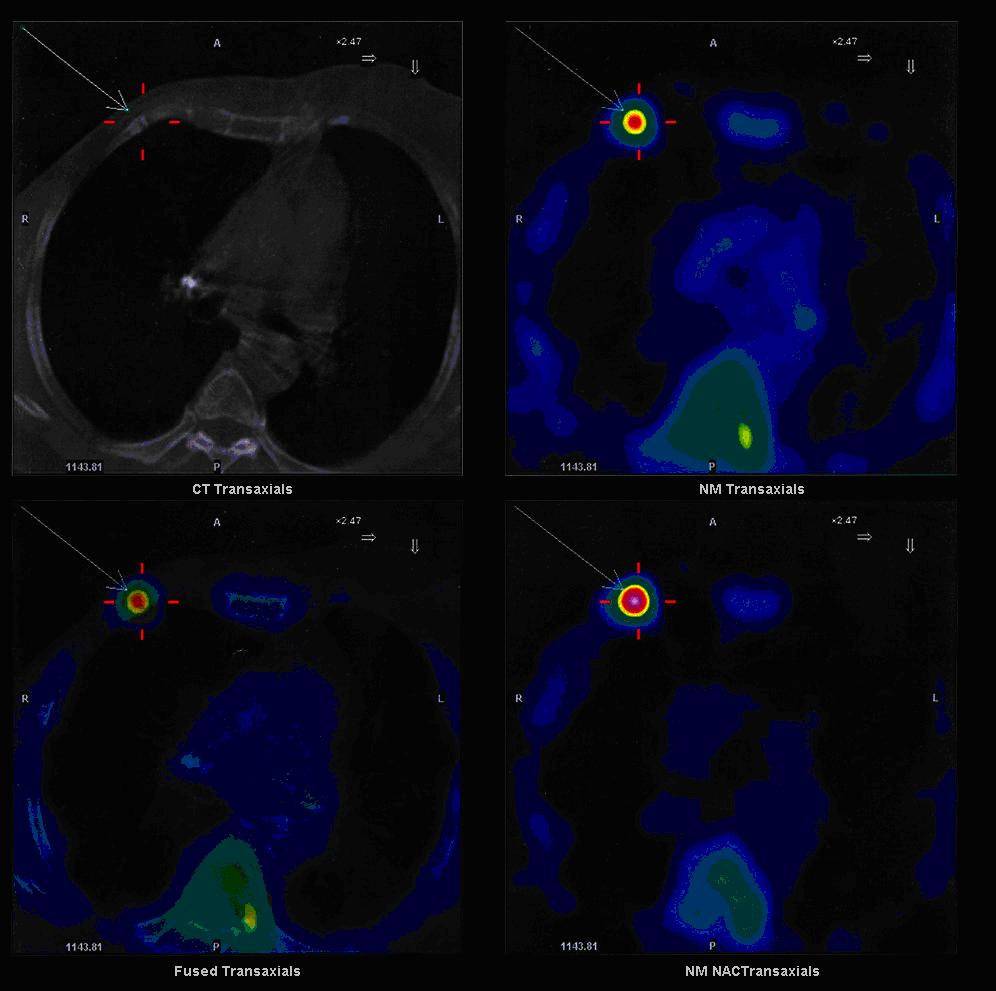 A
×2.47
⇒
⇓
R
L
1143.81
P
CT Transaxials
A
×2.47
⇒
⇓
R
L
1143.81
P
NM Transaxials
A
×2.47
⇒
⇓
R
L
1143.81
P
Fused Transaxials
A
×2.47
⇒
⇓
R
L
1143.81
P
NM NACTransaxials